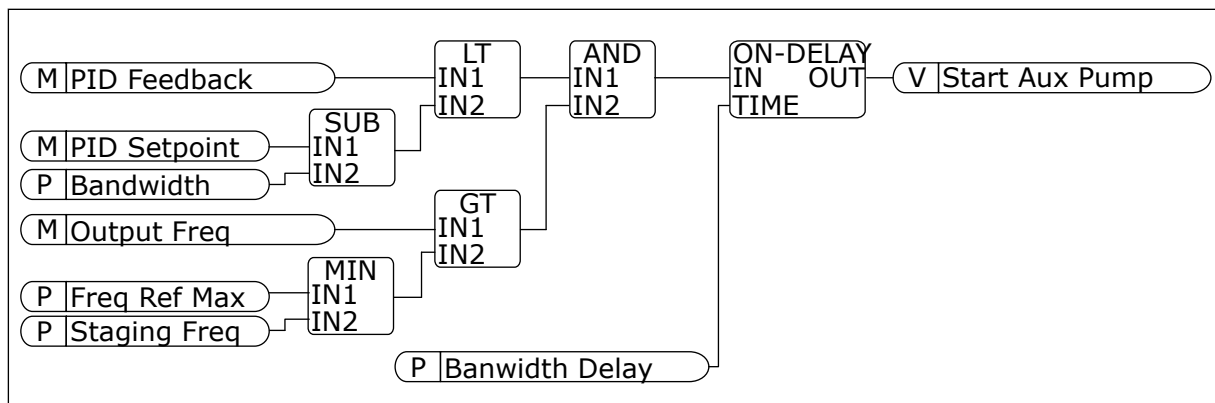 LT
AND
ON-DELAY
M PID Feedback
IN1
IN1
IN OUT
V Start Aux Pump
IN2
IN2
TIME
SUB
M PID Setpoint
IN1
P Bandwidth
IN2
GT
M Output Freq
IN1
IN2
MIN
P Freq Ref Max
IN1
P Staging Freq
IN2
P Banwidth Delay